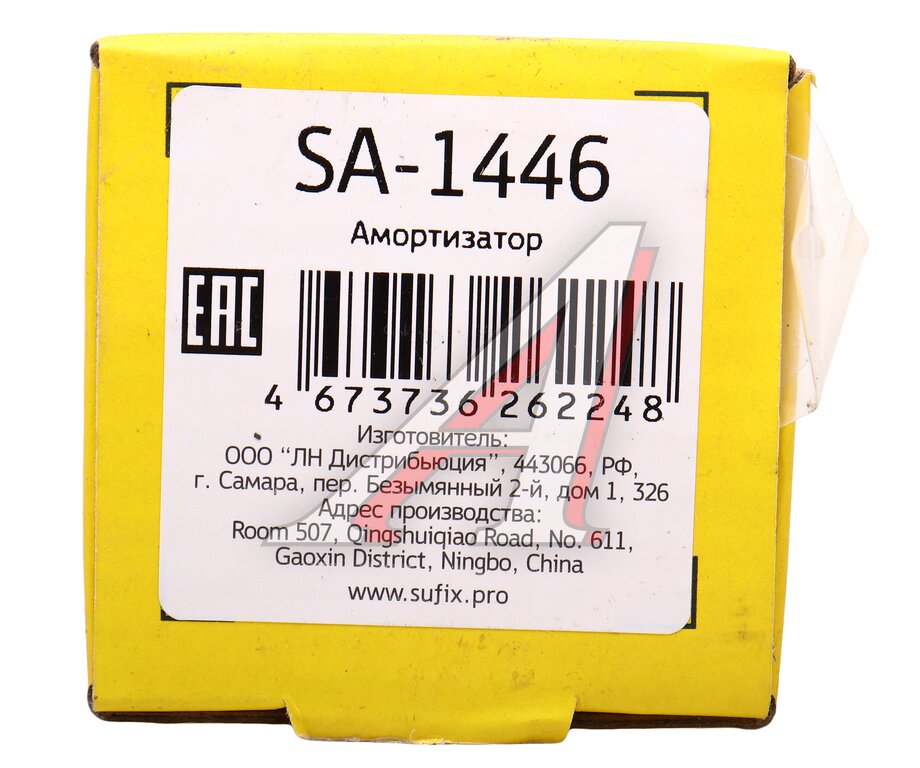 SA-1446
Амортизатор
EAC
4 673736 262248
Изготовитель:
ООО “ЛН Дистрибьюция”, 443066, РФ,
г. Самара, пер. Безымянный 2-й, дом 1, 326
Адрес производства:
Room 507, Qingshuiqiao Road, No. 611,
Gaoxin District, Ningbo, China
www.sufix.pro